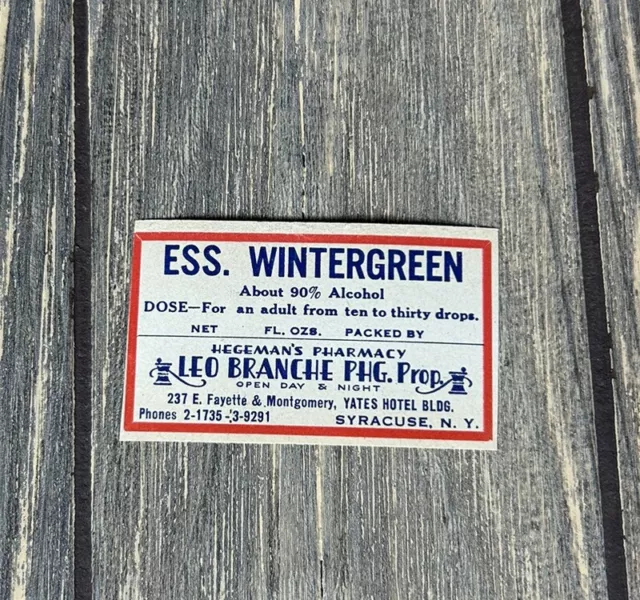 ESS. WINTERGREEN
About 90% Alcohol
DOSE—For an adult from ten to thirty drops.
NET FL. OZS. PACKED BY
HEGEMAN'S PHARMACY
LEO BRANCHE PHG. Prop.
OPEN DAY & NIGHT
237 E. Fayette & Montgomery, YATES HOTEL BLDG.
Phones 2-1735 - 3-9291 SYRACUSE, N. Y.